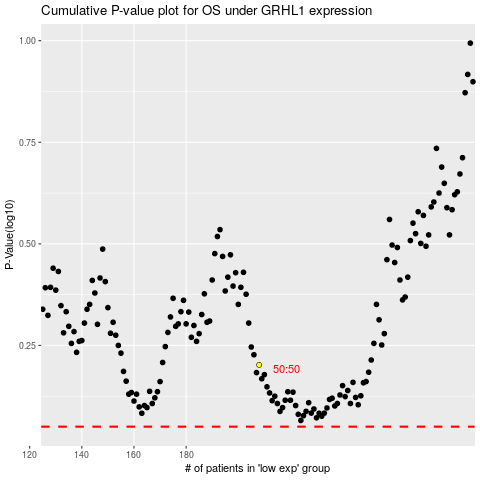 Cumulative P-value plot for OS under GRHL1 expression
P-Value(log10)
1.00
0.75
0.50
0.25
50:50
120 140 160 180
# of patients in 'low exp' group